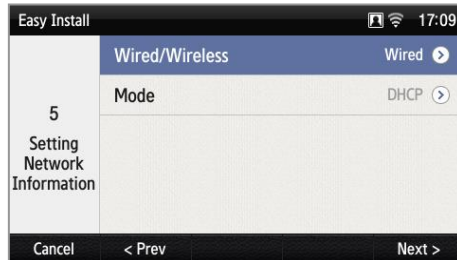 Easy Install 17:09
Wired/Wireless Wired
Mode DHCP
5
Setting
Network
Information
Cancel < Prev Next >